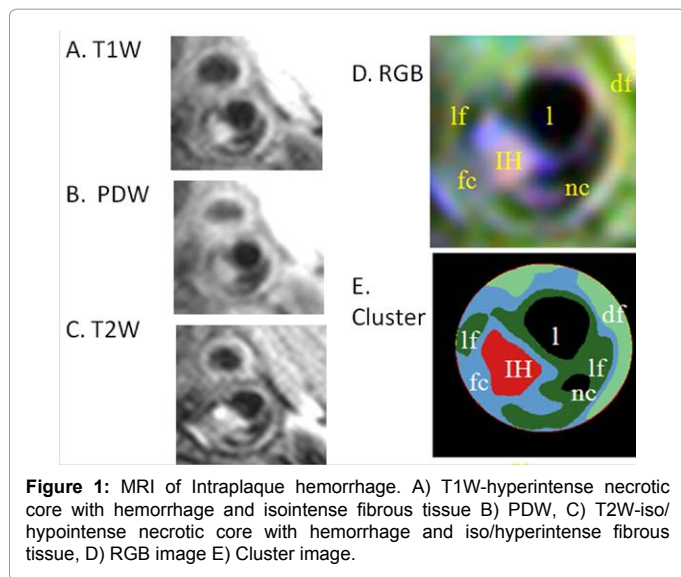 A. T1W
B. PDW
C. T2W
D. RGB
df
lf
l
IH
fc
nc
E.
Cluster
df
lf
l
IH
lf
fc
nc
Figure 1: MRI of Intraplaque hemorrhage. A) T1W-hyperintense necrotic
core with hemorrhage and isointense fibrous tissue B) PDW, C) T2W-iso/
hypointense necrotic core with hemorrhage and iso/hyperintense fibrous
tissue, D) RGB image E) Cluster image.